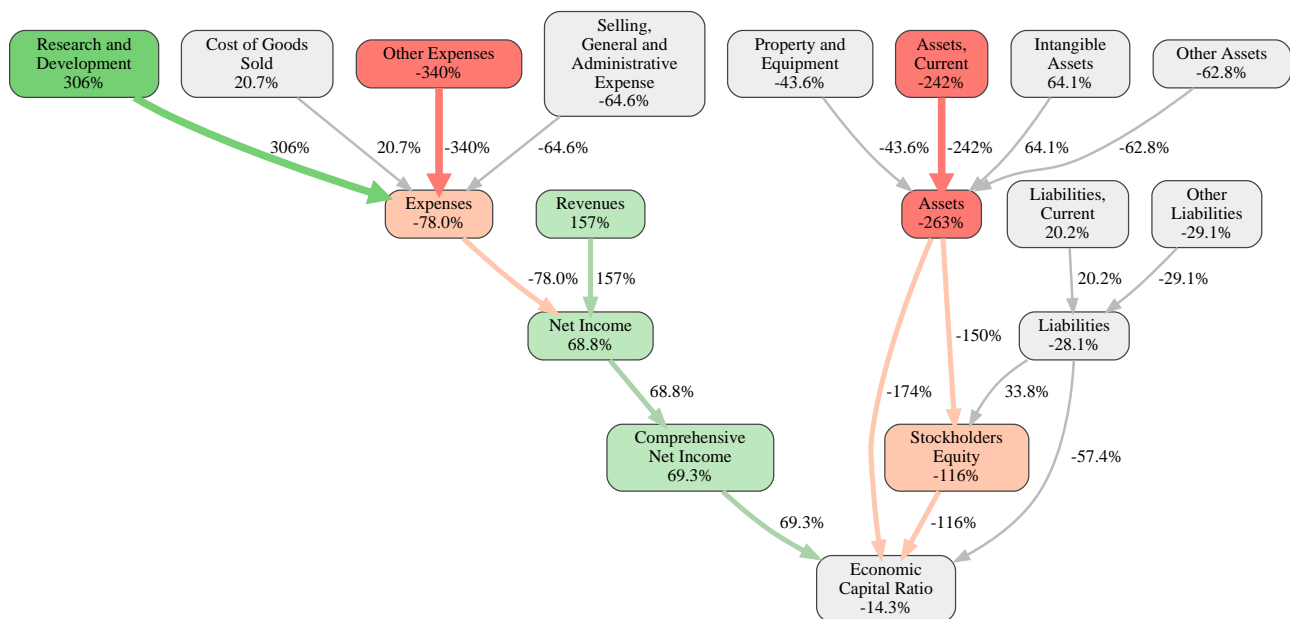 Research and
Development
306%
Cost of Goods
Sold
20.7%
Other Expenses
-340%
Selling,
General and
Administrative
Expense
-64.6%
Property and
Equipment
-43.6%
Assets,
Current
-242%
Intangible
Assets
64.1%
Other Assets
-62.8%
306%
20.7%
-340%
-64.6%
-43.6%
-242%
64.1%
-62.8%
Expenses
-78.0%
Revenues
157%
Assets
-263%
Liabilities,
Current
20.2%
Other
Liabilities
-29.1%
-78.0%
157%
20.2%
-29.1%
Net Income
68.8%
-150%
Liabilities
-28.1%
68.8%
-174%
33.8%
Comprehensive
Net Income
69.3%
Stockholders
Equity
-116%
-57.4%
69.3%
-116%
Economic
Capital Ratio
-14.3%